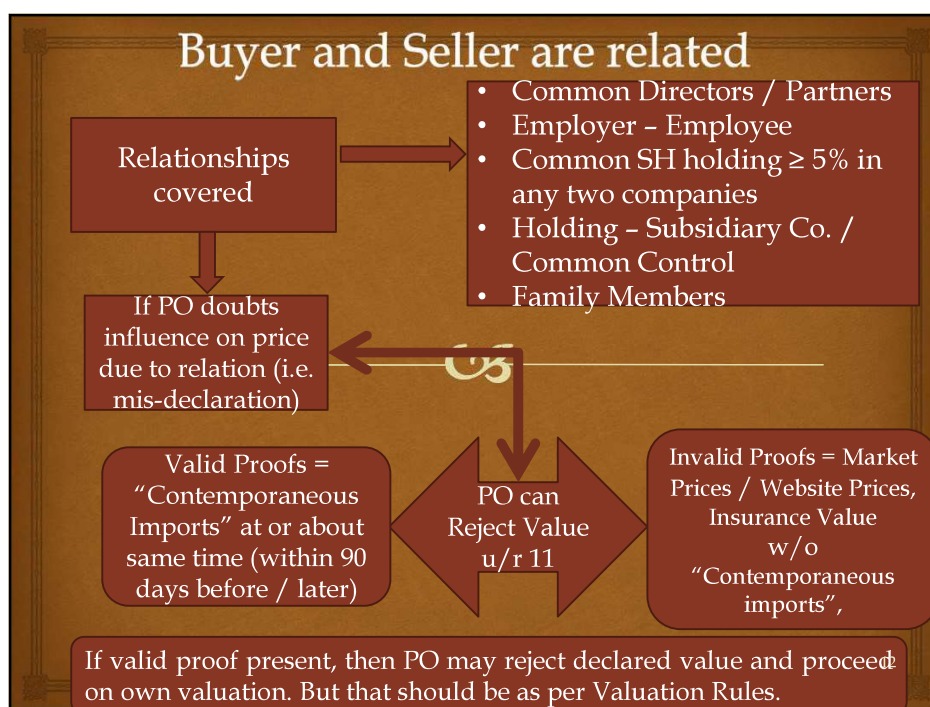 Buyer and Seller are related
• Common Directors / Partners
• Employer – Employee
• Common SH holding ≥ 5% in
any two companies
• Holding – Subsidiary Co. /
Common Control
• Family Members
Relationships
covered
If PO doubts
influence on price
due to relation (i.e.
mis-declaration)
Valid Proofs =
“Contemporaneous
Imports” at or about
same time (within 90
days before / later)
PO can
Reject Value
u/r 11
Invalid Proofs = Market
Prices / Website Prices,
Insurance Value
w/o
“Contemporaneous
imports”,
If valid proof present, then PO may reject declared value and proceed
on own valuation. But that should be as per Valuation Rules.
12